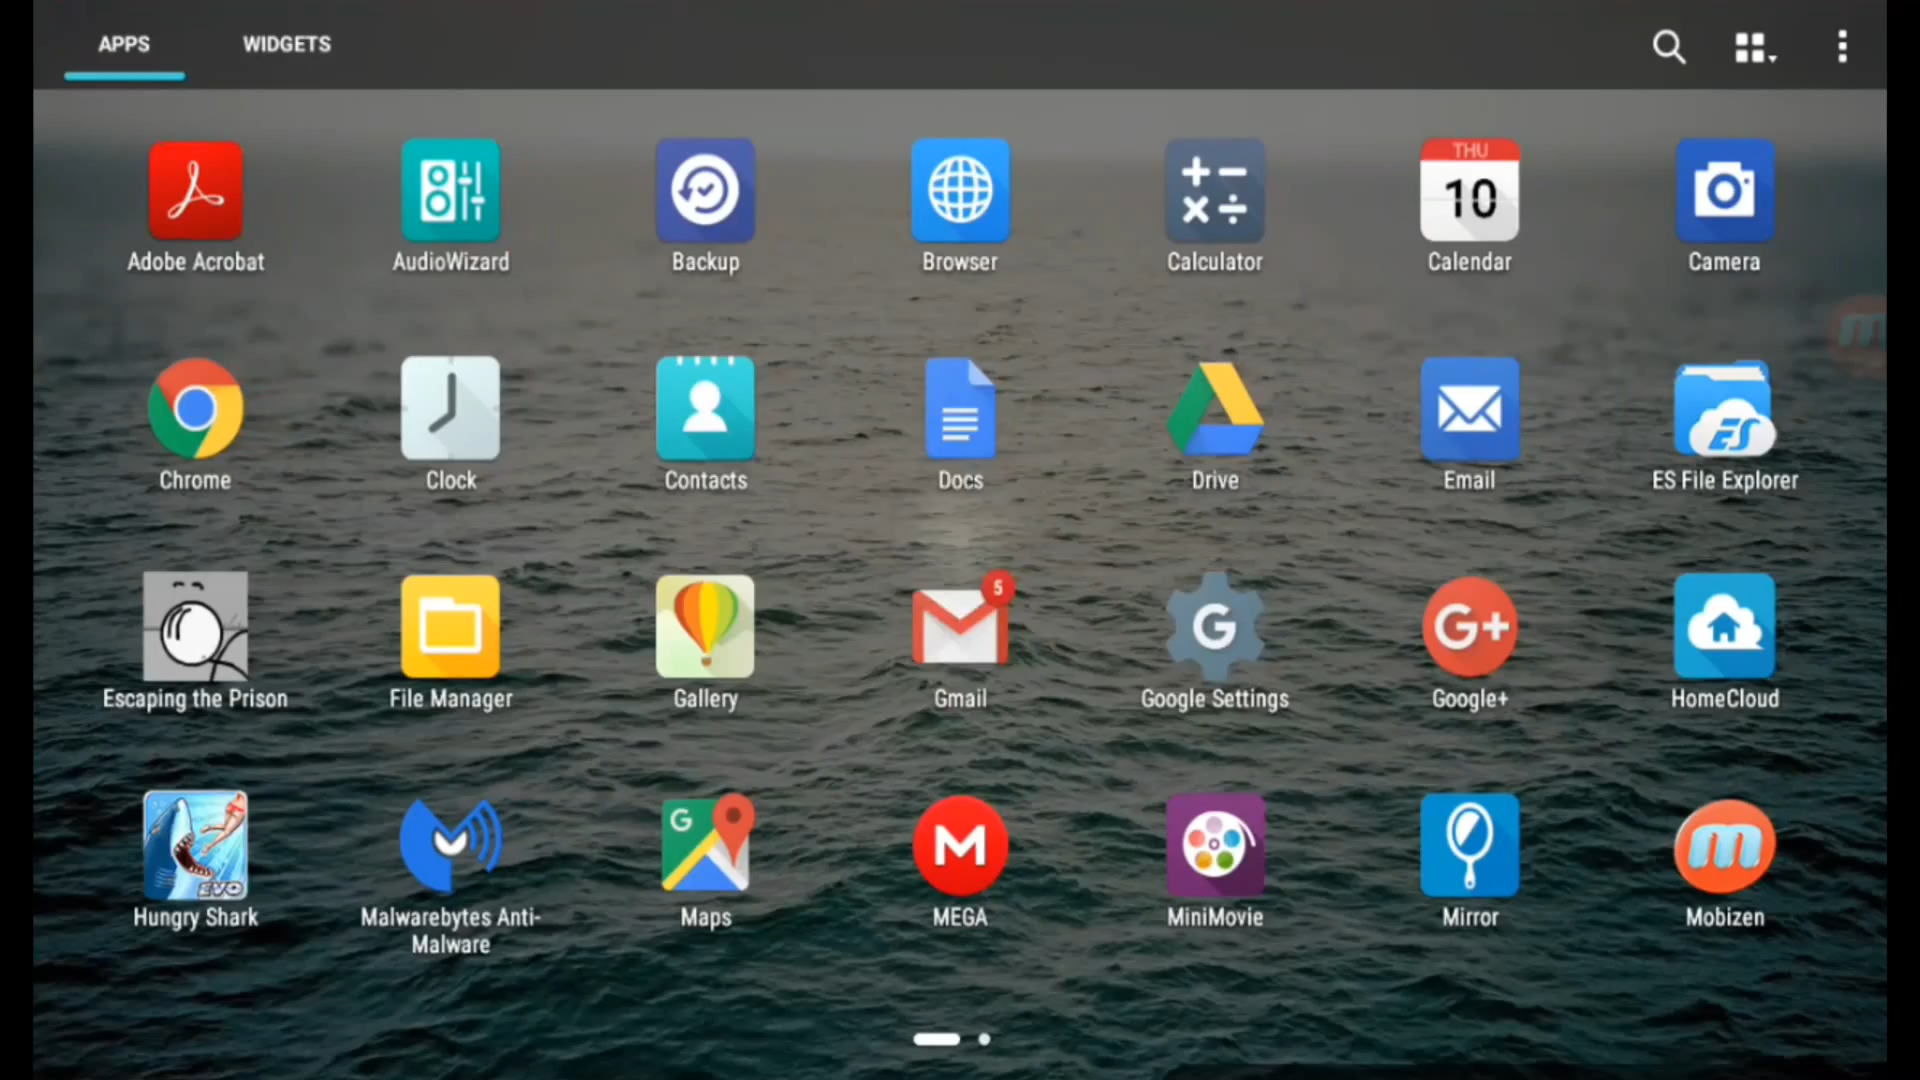 APPS
WIDGETS
THU
10
Adobe Acrobat
AudioWizard
Backup
Browser
Calculator
Calendar
Camera
m
ES
Chrome
Clock
Contacts
Docs
Drive
Email
ES File Explorer
5
G
G+
Escaping the Prison
File Manager
Gallery
Gmail
Google Settings
Google+
HomeCloud
G
M
m
EVO
Hungry Shark
Malwarebytes Anti-
Malware
Maps
MEGA
MiniMovie
Mirror
Mobizen